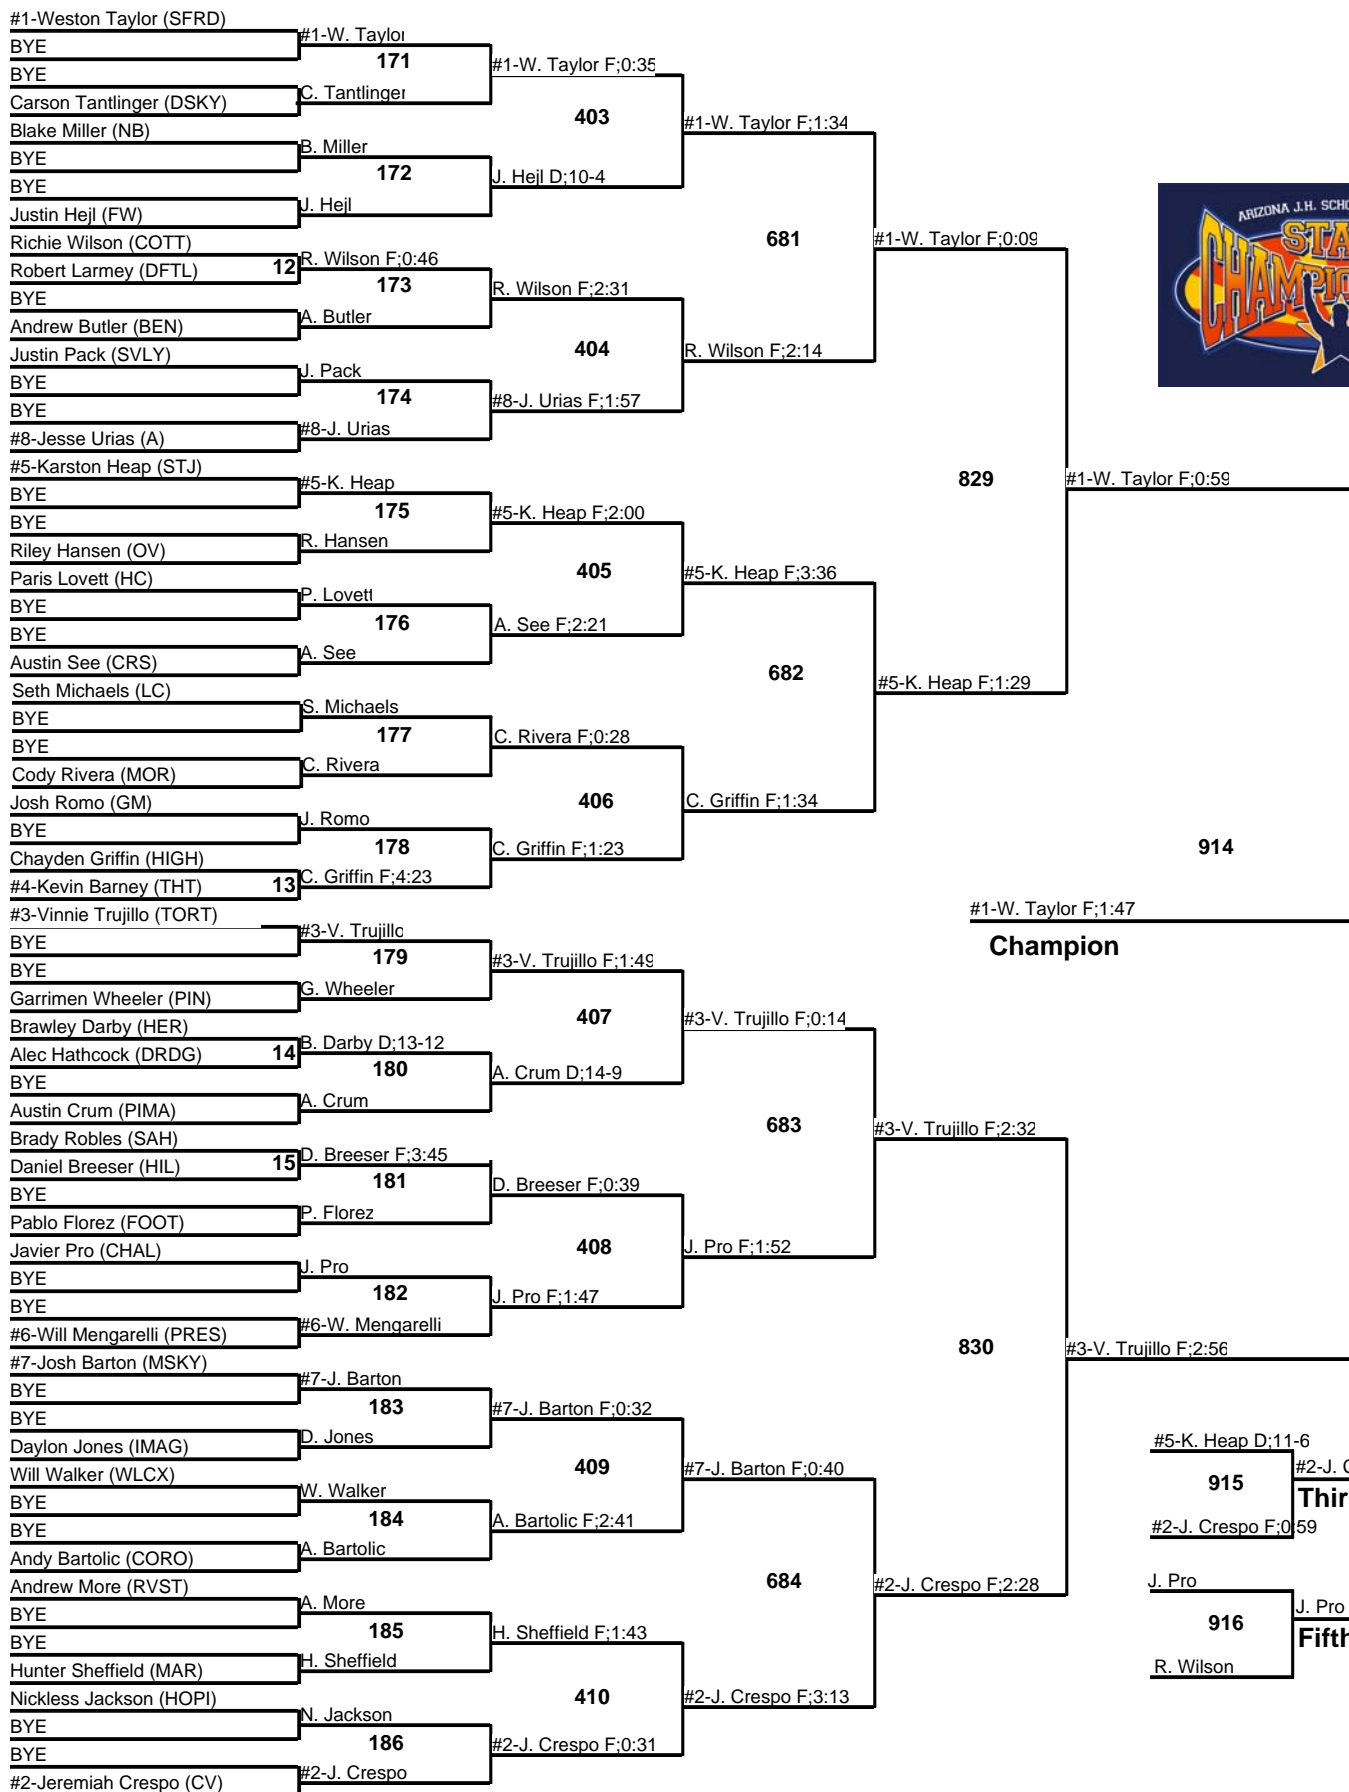 #1-Weston Taylor (SFRD)
BYE
BYE
Carson Tantlinger (DSKY)
Blake Miller (NB)
BYE
BYE
Justin Hejl (FW)
Richie Wilson (COTT)
Robert Larmey (DFTL) 12
BYE
Andrew Butler (BEN)
Justin Pack (SVLY)
BYE
BYE
#8-Jesse Urias (A)
#5-Karston Heap (STJ)
BYE
BYE
Riley Hansen (OV)
Paris Lovett (HC)
BYE
BYE
Austin See (CRS)
Seth Michaels (LC)
BYE
BYE
Cody Rivera (MOR)
Josh Romo (GM)
BYE
Chayden Griffin (HIGH)
#4-Kevin Barney (THT) 13
#3-Vinnie Trujillo (TORT)
BYE
BYE
Garrimen Wheeler (PIN)
Brawley Darby (HER)
Alec Hathcock (DRDG) 14
BYE
Austin Crum (PIMA)
Brady Robles (SAH)
Daniel Breeser (HIL) 15
BYE
Pablo Florez (FOOT)
Javier Pro (CHAL)
BYE
BYE
#6-Will Mengarelli (PRES)
#7-Josh Barton (MSKY)
BYE
BYE
Daylon Jones (IMAG)
Will Walker (WLCX)
BYE
BYE
Andy Bartolic (CORO)
Andrew More (RVST)
BYE
BYE
Hunter Sheffield (MAR)
Nickless Jackson (HOPI)
BYE
BYE
#2-Jeremiah Crespo (CV)
#1-W. Taylor
171
C. Tantlinger
B. Miller
172
J. Hejl
R. Wilson F;0:46
173
A. Butler
J. Pack
174
#8-J. Urias
#5-K. Heap
175
R. Hansen
P. Lovett
176
A. See
S. Michaels
177
C. Rivera
J. Romo
178
C. Griffin F;4:23
#3-V. Trujillo
179
G. Wheeler
B. Darby D;13-12
180
A. Crum
D. Breeser F;3:45
181
P. Florez
J. Pro
182
#6-W. Mengarelli
#7-J. Barton
183
D. Jones
W. Walker
184
A. Bartolic
A. More
185
H. Sheffield
N. Jackson
186
#2-J. Crespo
#1-W. Taylor F;0:35
403
J. Hejl D;10-4
R. Wilson F;2:31
404
#8-J. Urias F;1:57
#5-K. Heap F;2:00
405
A. See F;2:21
C. Rivera F;0:28
406
C. Griffin F;1:23
#3-V. Trujillo F;1:49
407
A. Crum D;14-9
D. Breeser F;0:39
408
J. Pro F;1:47
#7-J. Barton F;0:32
409
A. Bartolic F;2:41
H. Sheffield F;1:43
410
#2-J. Crespo F;0:31
#1-W. Taylor F;1:34
681
R. Wilson F;2:14
#5-K. Heap F;3:36
682
C. Griffin F;1:34
#3-V. Trujillo F;0:14
683
J. Pro F;1:52
#7-J. Barton F;0:40
684
#2-J. Crespo F;3:13
#1-W. Taylor F;0:09
829
#5-K. Heap F;1:29
#3-V. Trujillo F;2:32
830
#2-J. Crespo F;2:28
ARIZONA J.H.
#1-W. Taylor F;0:59
914
#3-V. Trujillo F;2:56
#1-W. Taylor F;1:47
Champion
#5-K. Heap D;11-6
915
#2-J. Crespo F;0:59
#2-J.
J. Pro
916
R. Wilson
J. Pro